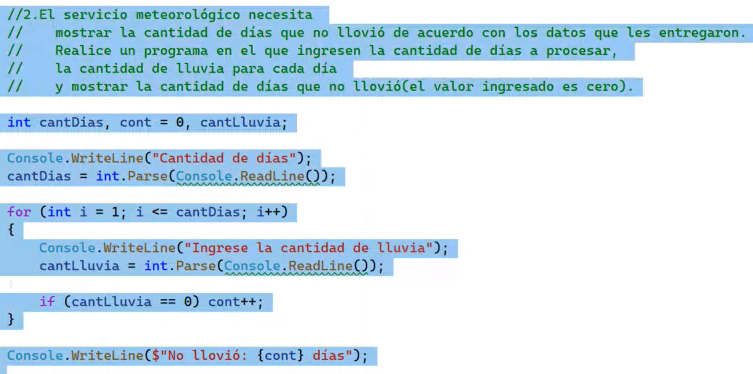 //2.El servicio meteorológico necesita
//    mostrar la cantidad de días que no llovió de acuerdo con los datos que les entregaron.
//    Realice un programa en el que ingresen la cantidad de días a procesar,
//    la cantidad de lluvia para cada día
//    y mostrar la cantidad de días que no llovió(el valor ingresado es cero).
int cantDias, cont = 0, cantLluvia;
Console.WriteLine("Cantidad de días");
cantDias = int.Parse(Console.ReadLine());
for (int i = 1; i <= cantDias; i++)
{
    Console.WriteLine("Ingrese la cantidad de lluvia");
    cantLluvia = int.Parse(Console.ReadLine());
    if (cantLluvia == 0) cont++;
}
Console.WriteLine($"No llovió: {cont} días");